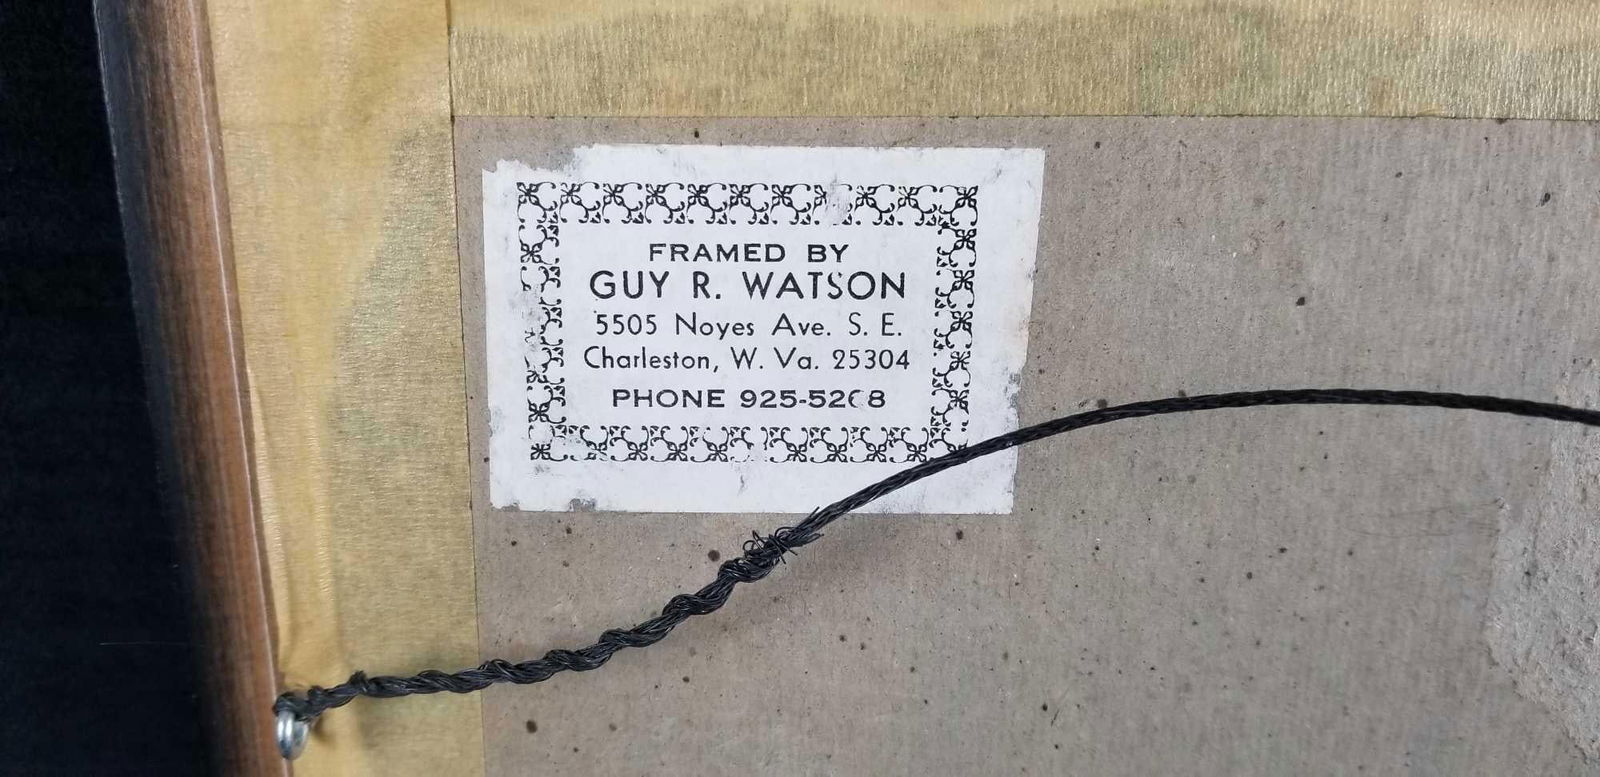 FRAMED BY
GUY R. WATSON
5505 Noyes Ave. S. E.
Charleston, W. Va. 25304
PHONE